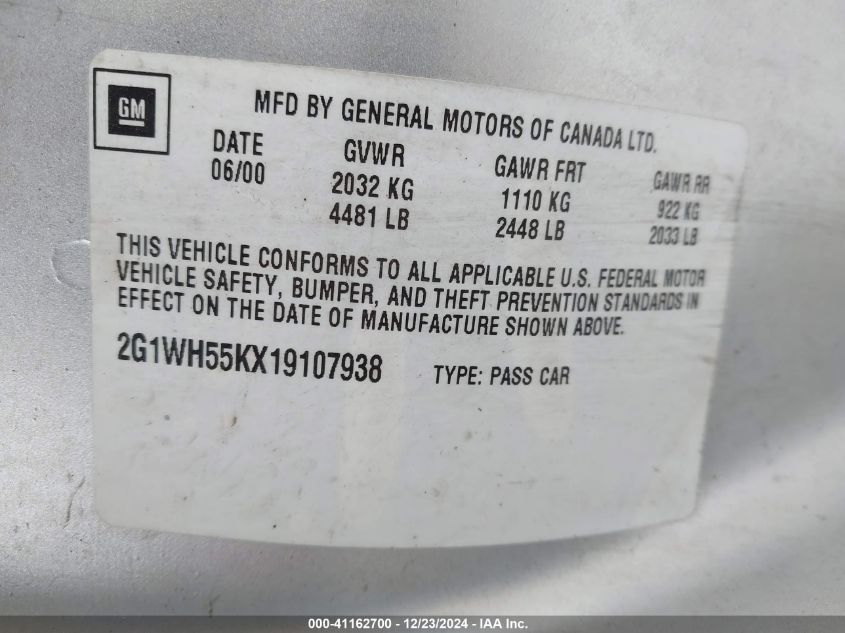 GM
MFD BY GENERAL MOTORS OF CANADA LTD.
DATE GVWR GAWR FRT GAWR RR
06/00 2032 KG 1110 KG 922 KG
4481 LB 2448 LB 2033 LB
THIS VEHICLE CONFORMS TO ALL APPLICABLE U.S. FEDERAL MOTOR
VEHICLE SAFETY, BUMPER, AND THEFT PREVENTION STANDARDS IN
EFFECT ON THE DATE OF MANUFACTURE SHOWN ABOVE.
2G1WH55KX19107938 TYPE: PASS CAR
000-41162700 - 12/23/2024 - IAA Inc.